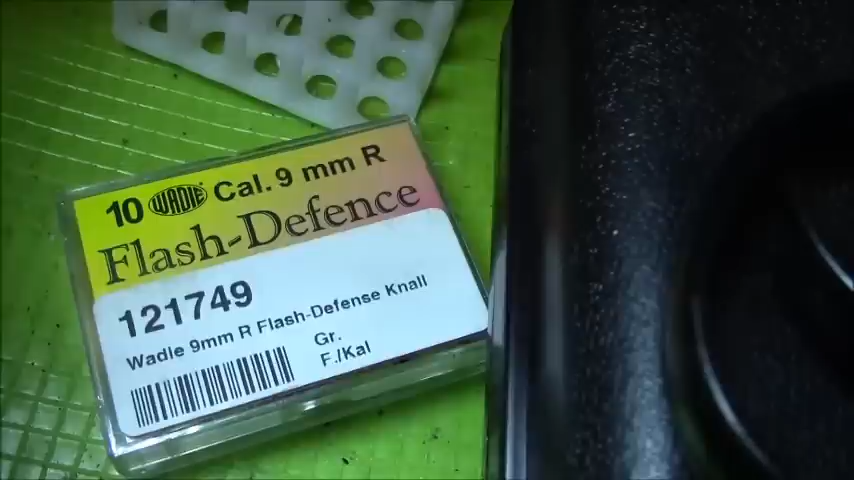 10 WADIE Cal. 9 mm R
Flash-Defence
121749
Wadie 9mm R Flash-Defense Knall
Gr.
F./Kal